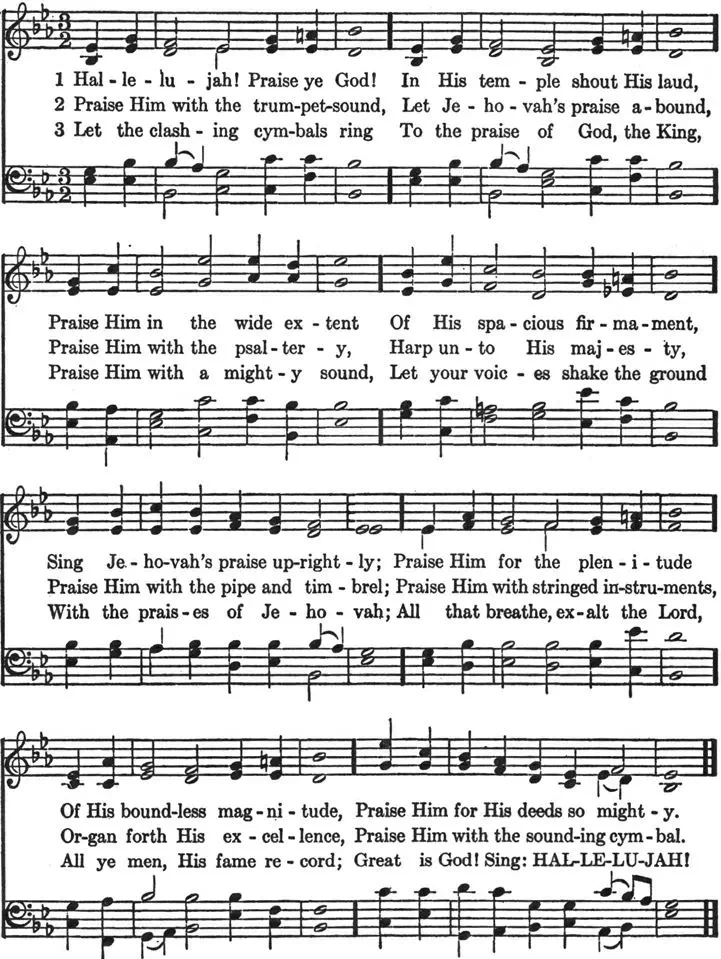 1 Hal - le - lu - jah! Praise ye God! In His tem - ple shout His laud,
2 Praise Him with the trum-pet-sound, Let Je - ho - vah's praise a-bound,
3 Let the clash - ing cym-bals ring To the praise of God, the King,
Praise Him in the wide ex - tent Of His spa - cious fir - ma - ment,
Praise Him with the psal - ter - y, Harp un - to His maj - es - ty,
Praise Him with a might - y sound, Let your voic - es shake the ground
Sing Je - ho-vah's praise up-right - ly; Praise Him for the plen - i - tude
Praise Him with the pipe and tim - brel; Praise Him with stringed in-stru-ments,
With the prais - es of Je - ho - vah; All that breathe, ex-alt the Lord,
Of His bound-less mag - ni - tude, Praise Him for His deeds so might - y.
Or-gan forth His ex - cel - lence, Praise Him with the sound-ing cym - bal.
All ye men, His fame re - cord; Great is God! Sing: HAL-LE-LU-JAH!